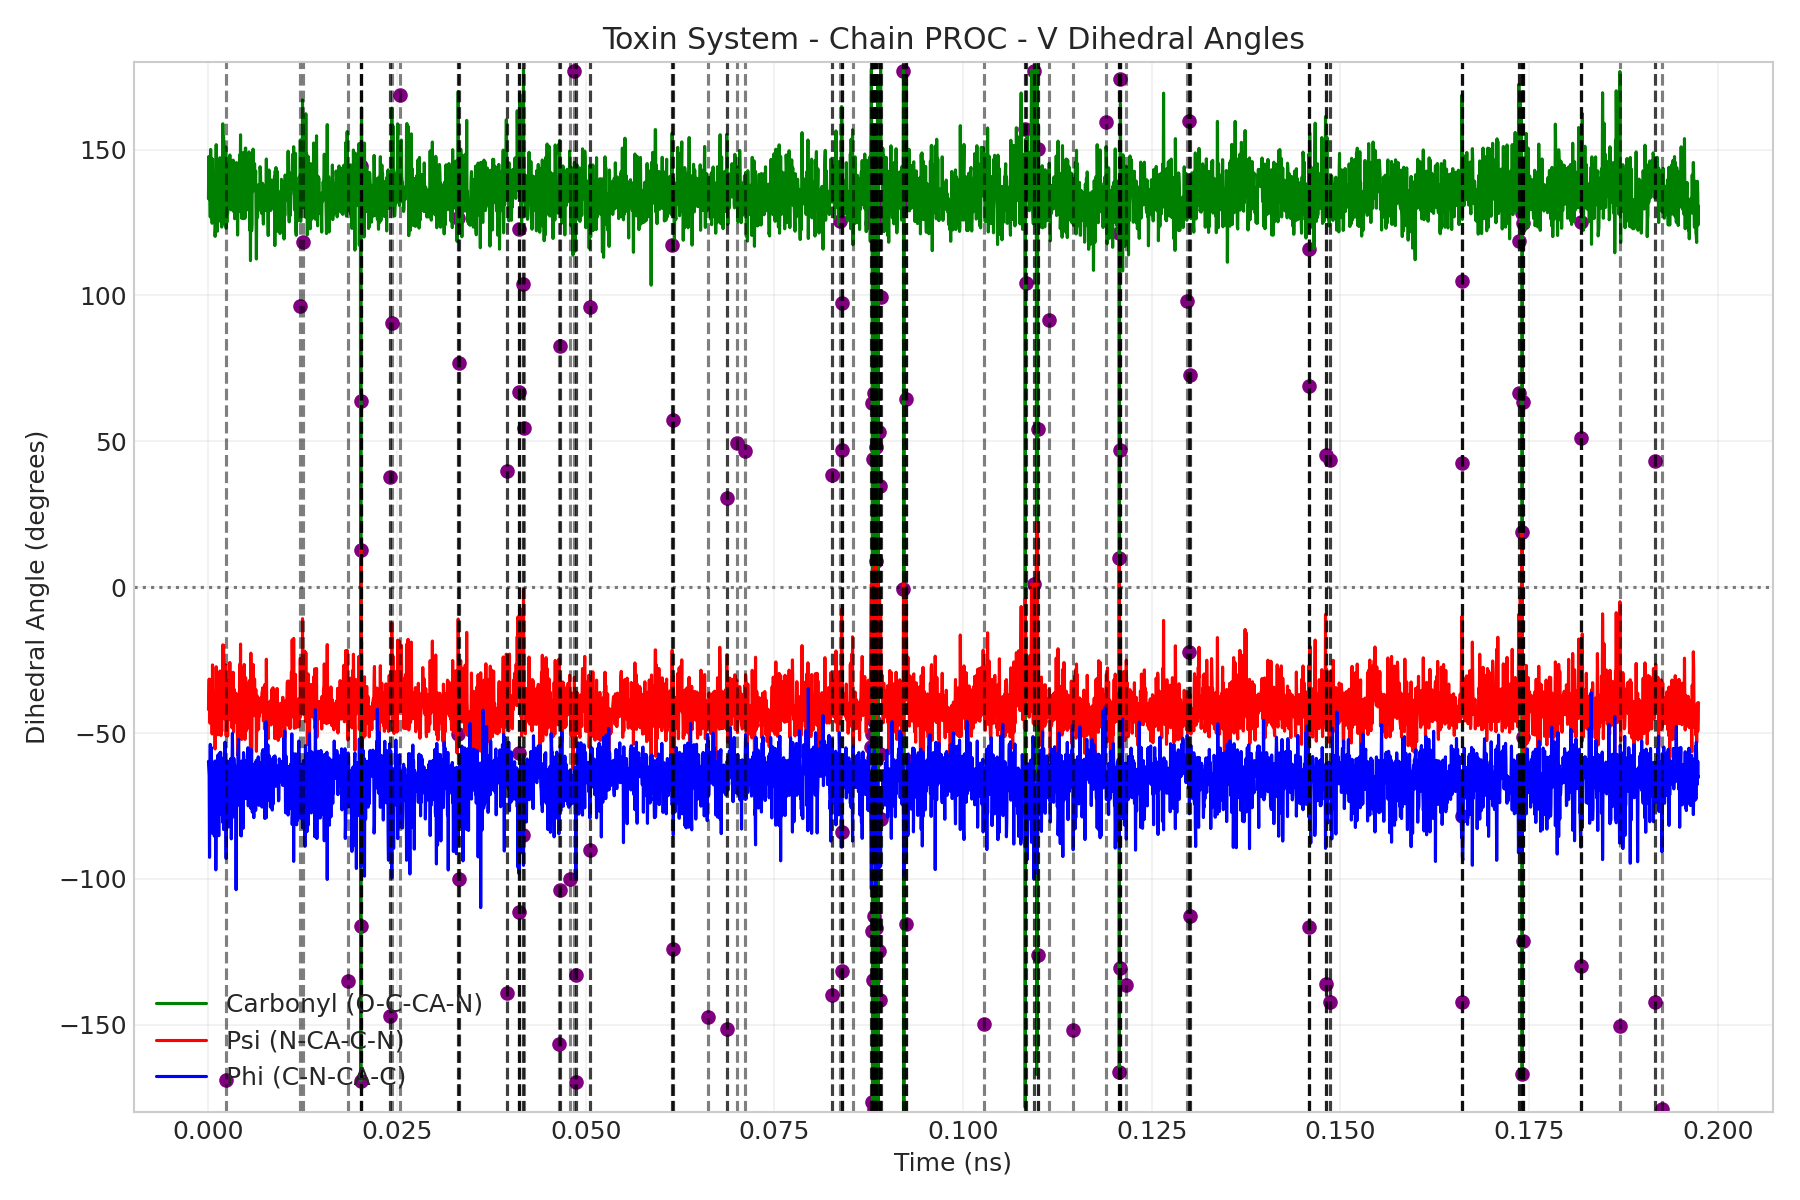 Toxin System - Chain PROC - V Dihedral Angles
Dihedral Angle (degrees)
150
100
50
0
−50
−100
−150
Carbonyl (O-C-CA-N)
Psi (N-CA-C-N)
Phi (C-N-CA-C)
0.000 0.025 0.050 0.075 0.100 0.125 0.150 0.175 0.200
Time (ns)